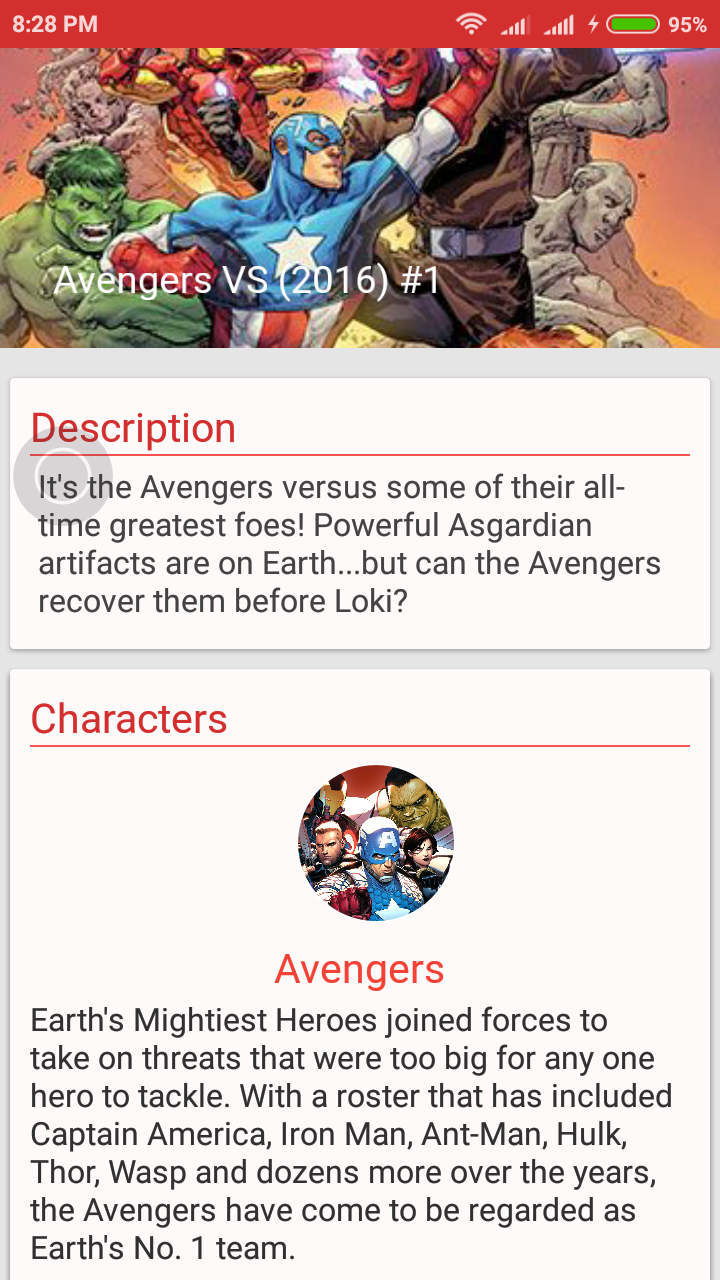 8:28 PM
95%
Avengers VS (2016) #1
Description
It's the Avengers versus some of their all-
time greatest foes! Powerful Asgardian
artifacts are on Earth...but can the Avengers
recover them before Loki?
Characters
A
Avengers
Earth's Mightiest Heroes joined forces to
take on threats that were too big for any one
hero to tackle. With a roster that has included
Captain America, Iron Man, Ant-Man, Hulk,
Thor, Wasp and dozens more over the years,
the Avengers have come to be regarded as
Earth's No. 1 team.